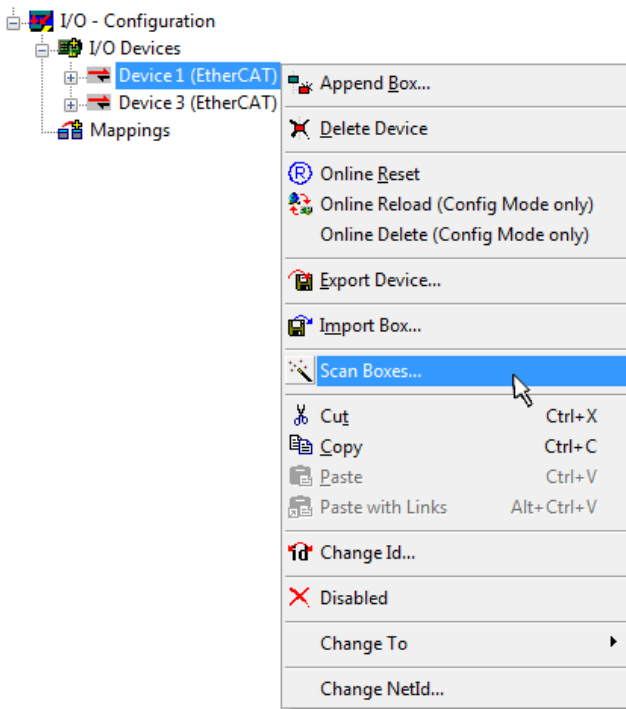 I/O - Configuration
I/O Devices
Device 1 (EtherCAT)
Device 3 (EtherCAT)
Mappings
Append Box...
Delete Device
Online Reset
Online Reload (Config Mode only)
Online Delete (Config Mode only)
Export Device...
Import Box...
Scan Boxes...
Cut Ctrl+X
Copy Ctrl+C
Paste Ctrl+V
Paste with Links Alt+Ctrl+V
Change Id...
Disabled
Change To
Change NetId...